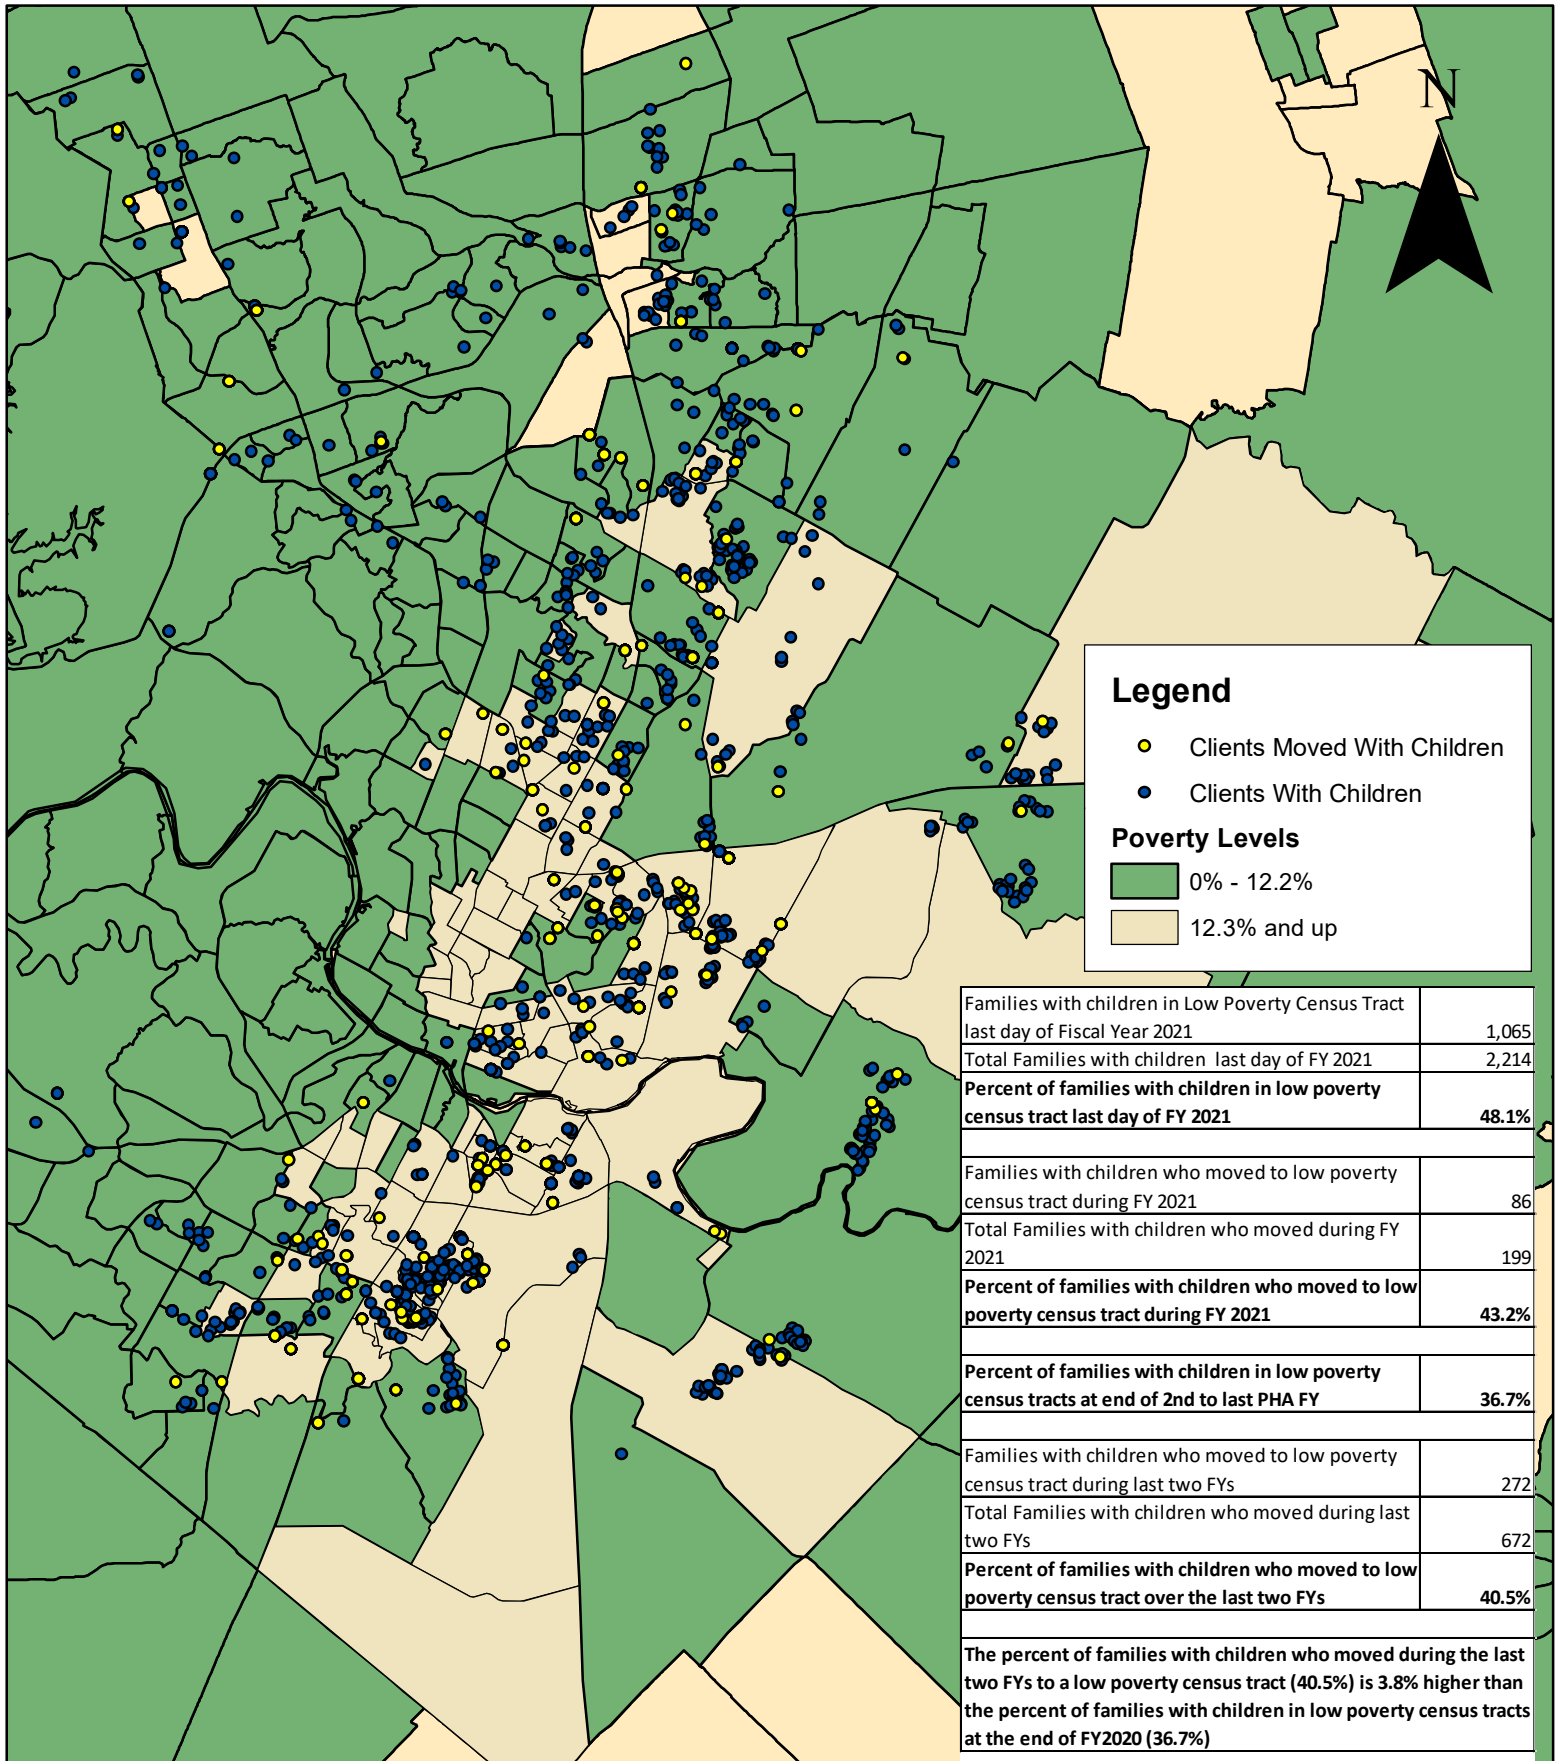 N
Legend
Clients Moved With Children
Clients With Children
Poverty Levels
0% - 12.2%
12.3% and up
Families with children in Low Poverty Census Tract
last day of Fiscal Year 2021 1,065
Total Families with children last day of FY 2021 2,214
Percent of families with children in low poverty
census tract last day of FY 2021 48.1%
Families with children who moved to low poverty
census tract during FY 2021 86
Total Families with children who moved during FY
2021 199
Percent of families with children who moved to low
poverty census tract during FY 2021 43.2%
Percent of families with children in low poverty
census tracts at end of 2nd to last PHA FY 36.7%
Families with children who moved to low poverty
census tract during last two FYs 272
Total Families with children who moved during last
two FYs 672
Percent of families with children who moved to low
poverty census tract over the last two FYs 40.5%
The percent of families with children who moved during the last
two FYs to a low poverty census tract (40.5%) is 3.8% higher than
the percent of families with children in low poverty census tracts
at the end of FY2020 (36.7%)